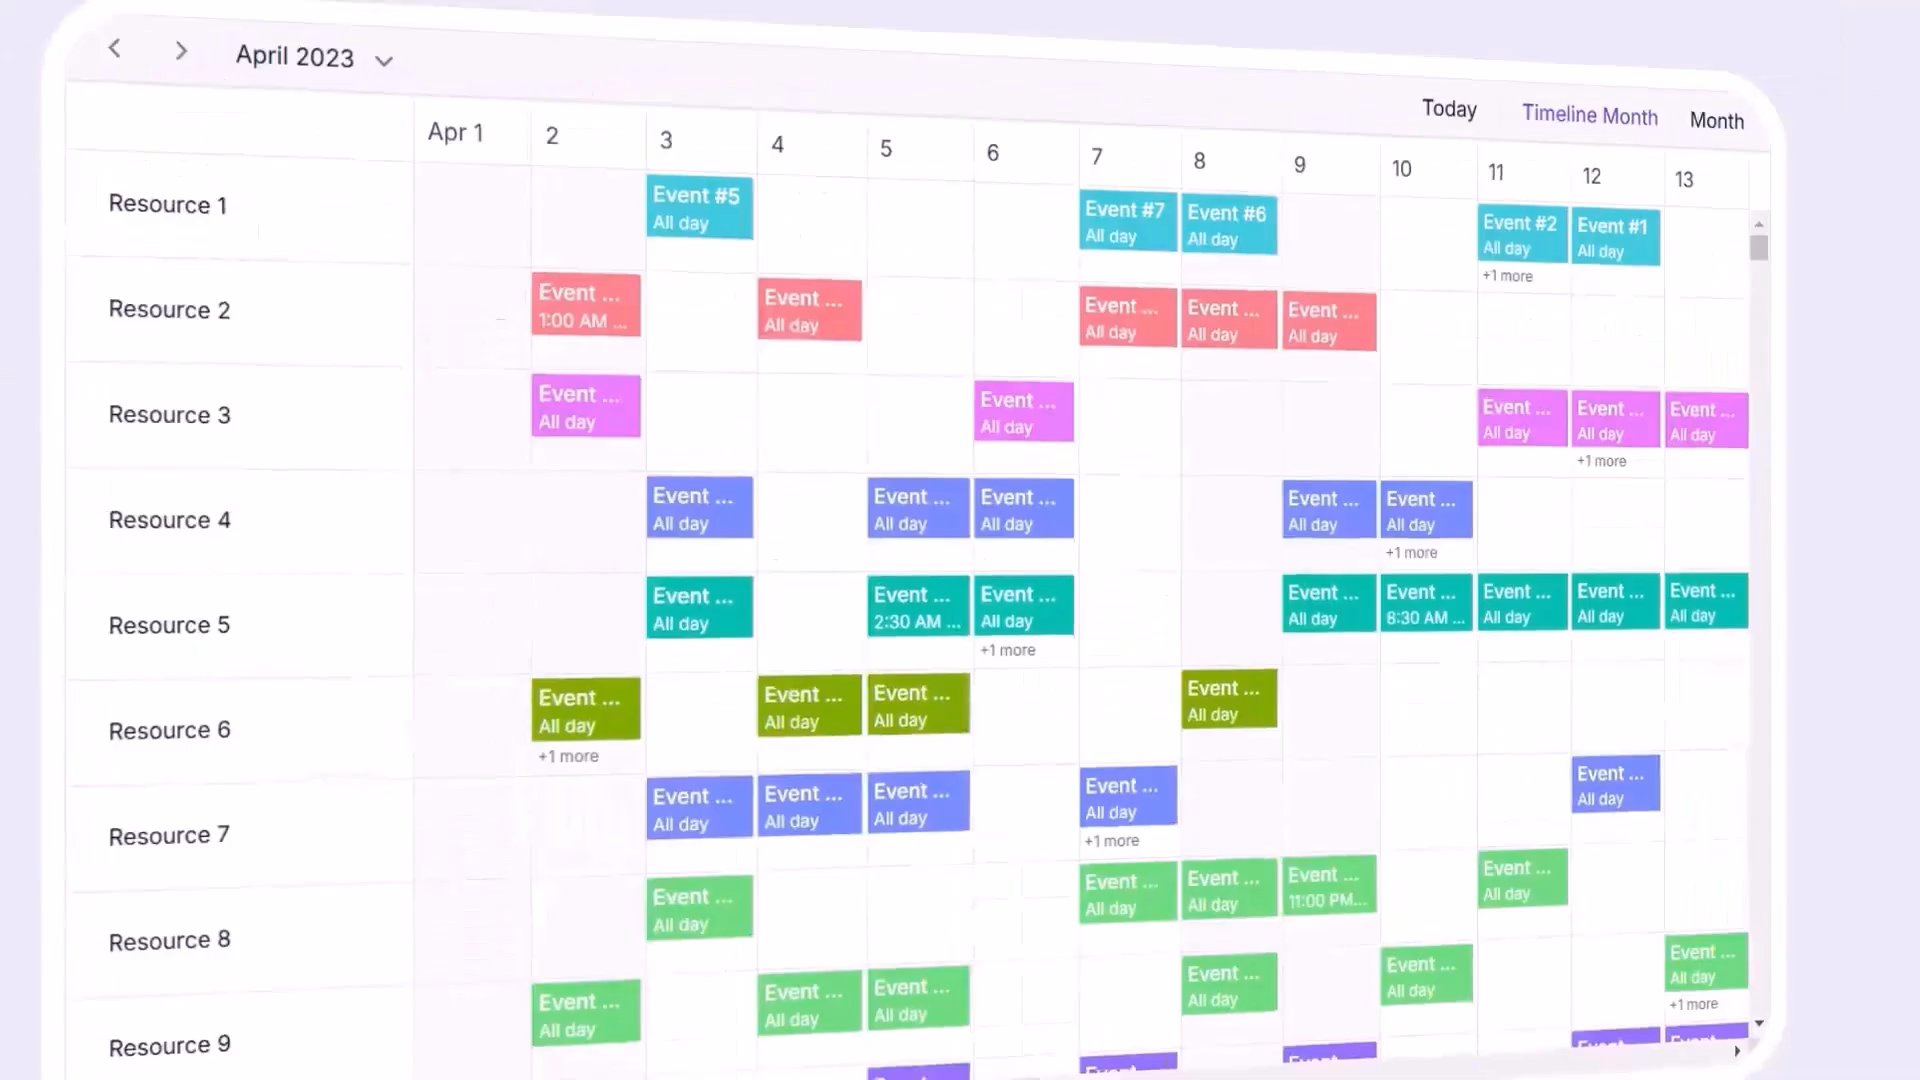 April 2023
Today Timeline Month Month
Apr 1 2 3 4 5 6 7 8 9 10 11 12 13
Resource 1
Event #5 Event #7 Event #6 Event #2 Event #1
All day All day All day All day All day
+1 more
Resource 2
Event ... Event ... Event ... Event ... Event ...
1:00 AM ... All day All day All day All day
Resource 3
Event ... Event ... Event ... Event ... Event ...
All day All day All day All day All day
+1 more
Resource 4
Event ... Event ... Event ... Event ... Event ...
All day All day All day All day All day
+1 more
Resource 5
Event ... Event ... Event ... Event ... Event ... Event ... Event ... Event ...
All day 2:30 AM ... All day All day 8:30 AM ... All day All day All day
+1 more
Resource 6
Event ... Event ... Event ... Event ...
All day All day All day All day
+1 more
Resource 7
Event ... Event ... Event ... Event ... Event ...
All day All day All day All day All day
+1 more
Resource 8
Event ... Event ... Event ... Event ... Event ...
All day All day All day 11:00 PM... All day
Resource 9
Event ... Event ... Event ... Event ... Event ... Event ...
All day All day All day All day All day All day
+1 more